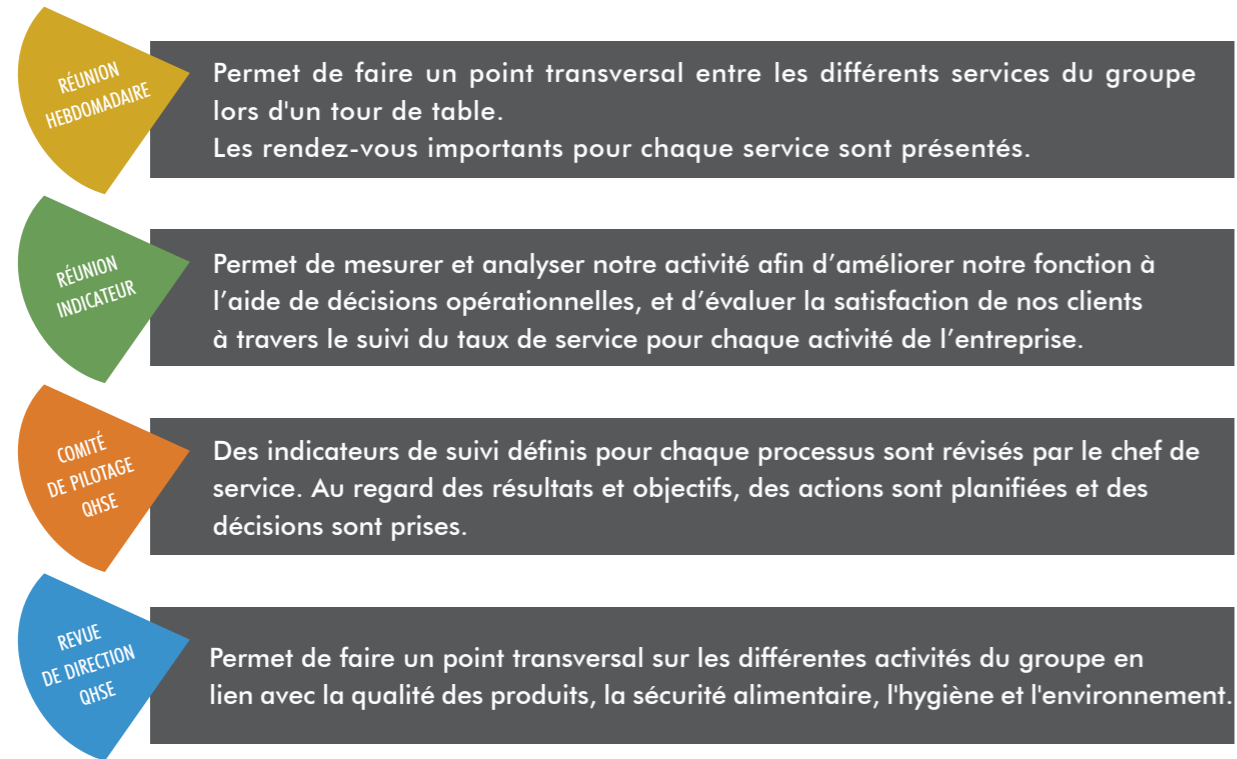 RÉUNION
HEBDOMADAIRE
Permet de faire un point transversal entre les différents services du groupe
lors d'un tour de table.
Les rendez-vous importants pour chaque service sont présentés.
RÉUNION
INDICATEUR
Permet de mesurer et analyser notre activité afin d’améliorer notre fonction à
l’aide de décisions opérationnelles, et d’évaluer la satisfaction de nos clients
à travers le suivi du taux de service pour chaque activité de l’entreprise.
COMITÉ
DE PILOTAGE
QHSE
Des indicateurs de suivi définis pour chaque processus sont révisés par le chef de
service. Au regard des résultats et objectifs, des actions sont planifiées et des
décisions sont prises.
REVUE
DE DIRECTION
QHSE
Permet de faire un point transversal sur les différentes activités du groupe en
lien avec la qualité des produits, la sécurité alimentaire, l'hygiène et l'environnement.